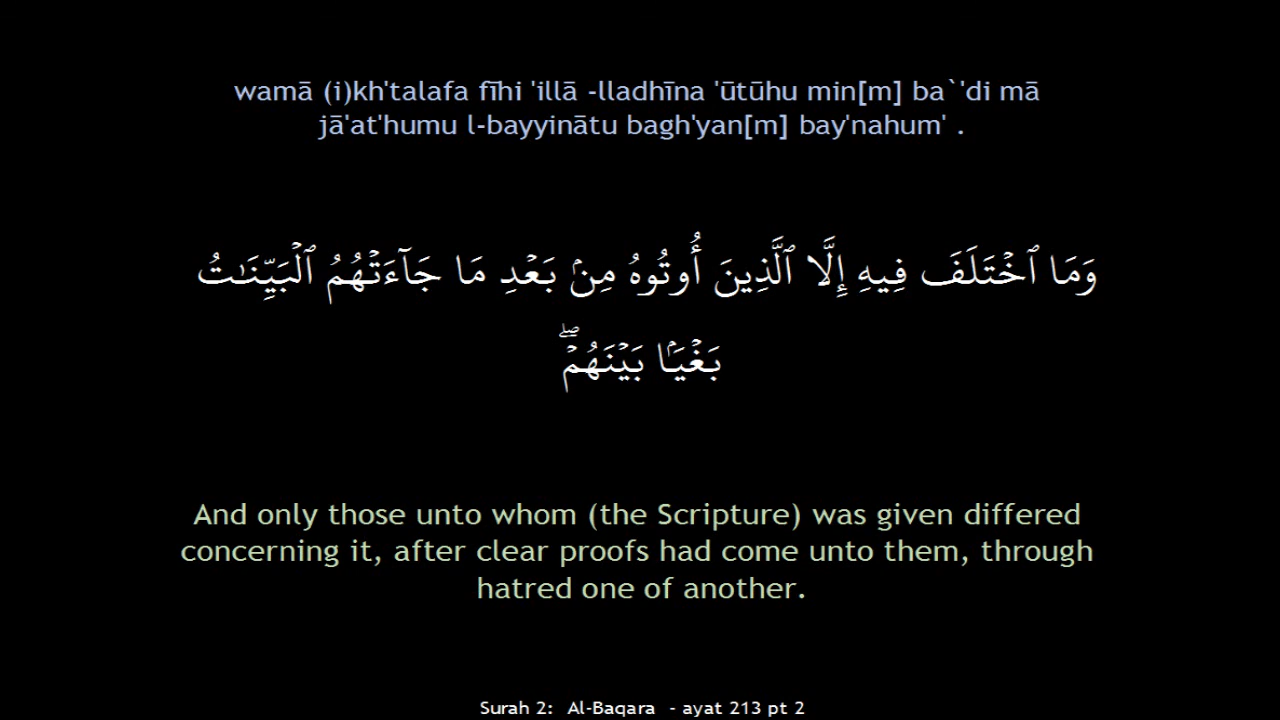 wamā (i)kh'talafa fīhi 'illā -lladhīna 'ūtūhu min[m] ba`'di mā
jā'at'humu l-bayyinātu bagh'yan[m] bay'nahum' .
وَمَا ٱخْتَلَفَ فِيهِ إِلَّا ٱلَّذِينَ أُوتُوهُ مِنۢ بَعْدِ مَا جَآءَتْهُمُ ٱلْبَيِّنَـٰتُ
بَغْيًۢا بَيْنَهُمْ ۖ
And only those unto whom (the Scripture) was given differed
concerning it, after clear proofs had come unto them, through
hatred one of another.
Surah 2: Al-Baqara - ayat 213 pt 2